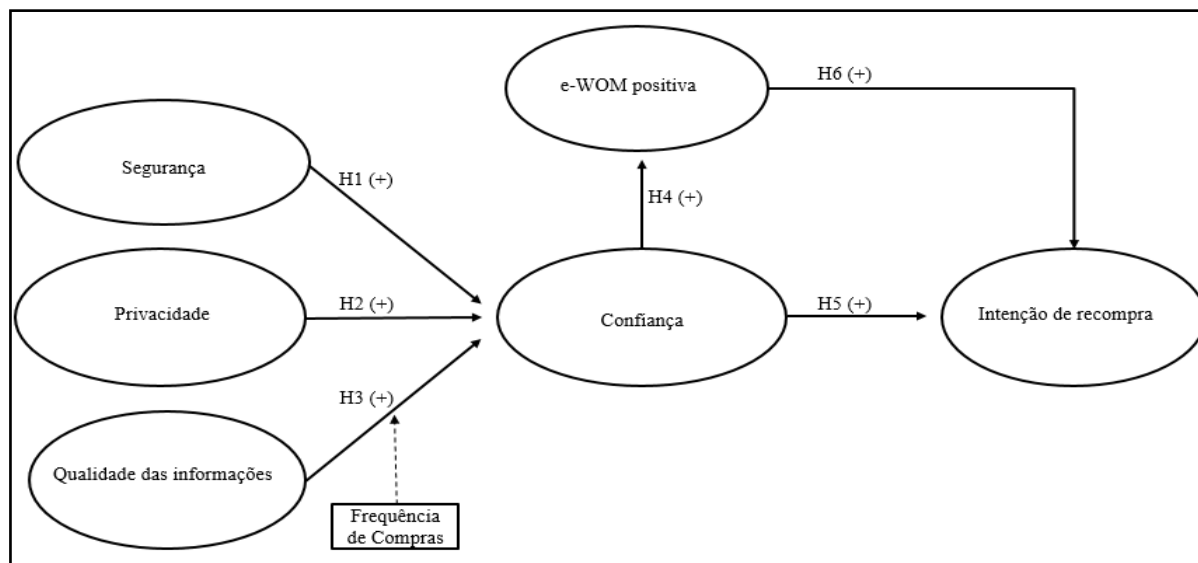 e-WOM positiva
H6 (+)
Segurança
H1 (+)
H4 (+)
Privacidade
H2 (+)
Confiança
H5 (+)
Intenção de recompra
H3 (+)
Qualidade das informações
Frequência
de Compras